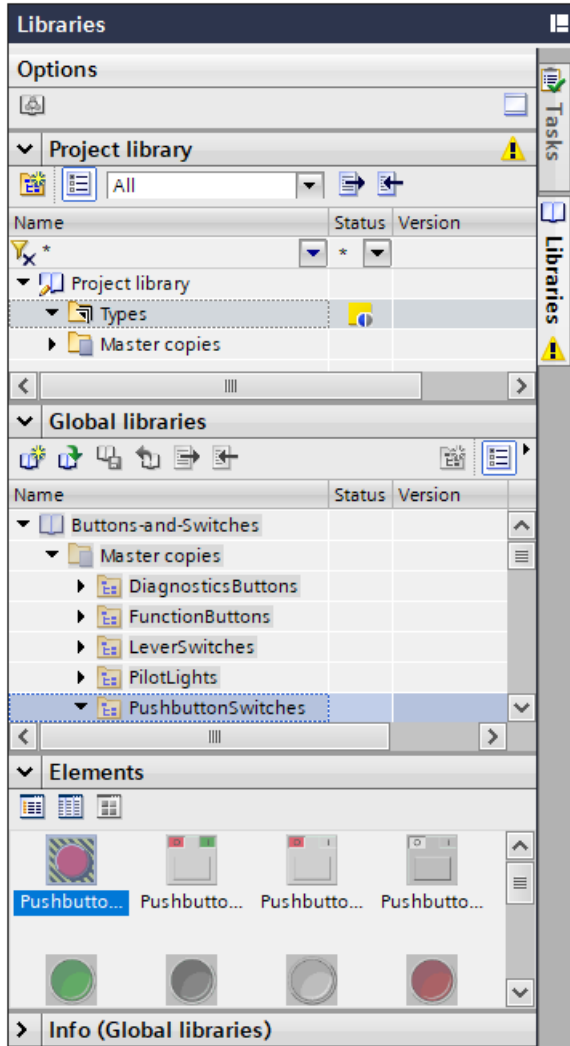 Libraries
Options
Project library
All
Name Status Version
* *
Project library
Types
Master copies
Global libraries
Name Status Version
Buttons-and-Switches
Master copies
DiagnosticsButtons
FunctionButtons
LeverSwitches
PilotLights
PushbuttonSwitches
Elements
Pushbutto... Pushbutto... Pushbutto... Pushbutto...
Info (Global libraries)
Tasks
Libraries